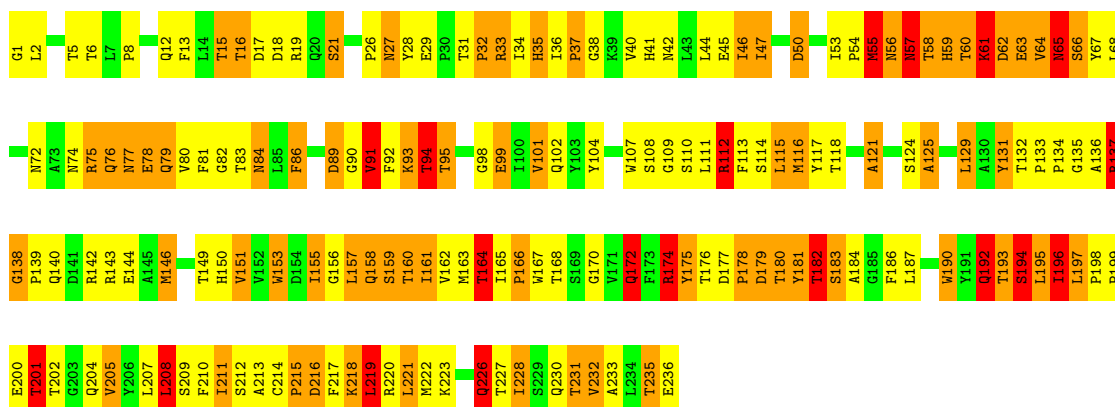 G1 L2 T5 T6 L7 P8 Q12 F13 L14 T15 T16 D17 D18 R19 Q20 S21 P26 N27 Y28 E29 P30 T31 P32 R33 I34 H35 I36 P37 G38 K39 V40 H41 N42 L43 L44 E45 I46 I47 D50 I53 P54 M55 N56 N57 T58 H59 T60 K61 D62 E63 V64 N65 S66 Y67
N72 A73 N74 R75 Q76 N77 E78 Q79 V80 F81 G82 T83 N84 L85 F86 D89 G90 V91 F92 K93 T94 T95 G98 E99 I100 V101 Q102 Y103 Y104 W107 S108 G109 S110 L111 R112 F113 S114 L115 M116 Y117 T118 A121 S124 A125 L129 A130 Y131 T132 P133 P134 G135 A136
G138 P139 Q140 D141 R142 R143 E144 A145 M146 T149 H150 V151 V152 W153 D154 I155 G156 L157 Q158 S159 T160 I161 V162 M163 T164 I165 P166 W167 T168 S169 G170 V171 Q172 F173 R174 Y175 T176 D177 P178 D179 T180 Y181 T182 S183 A184 G185 F186 L187 W190 Y191 Q192 T193 S194 L195 I196 L197 P198
E200 T201 T202 G203 Q204 V205 Y206 L207 L208 S209 F210 I211 S212 A213 C214 P215 D216 F217 K218 L219 R220 L221 M222 K223 Q226 T227 I228 S229 Q230 T231 V232 A233 L234 T235 E236